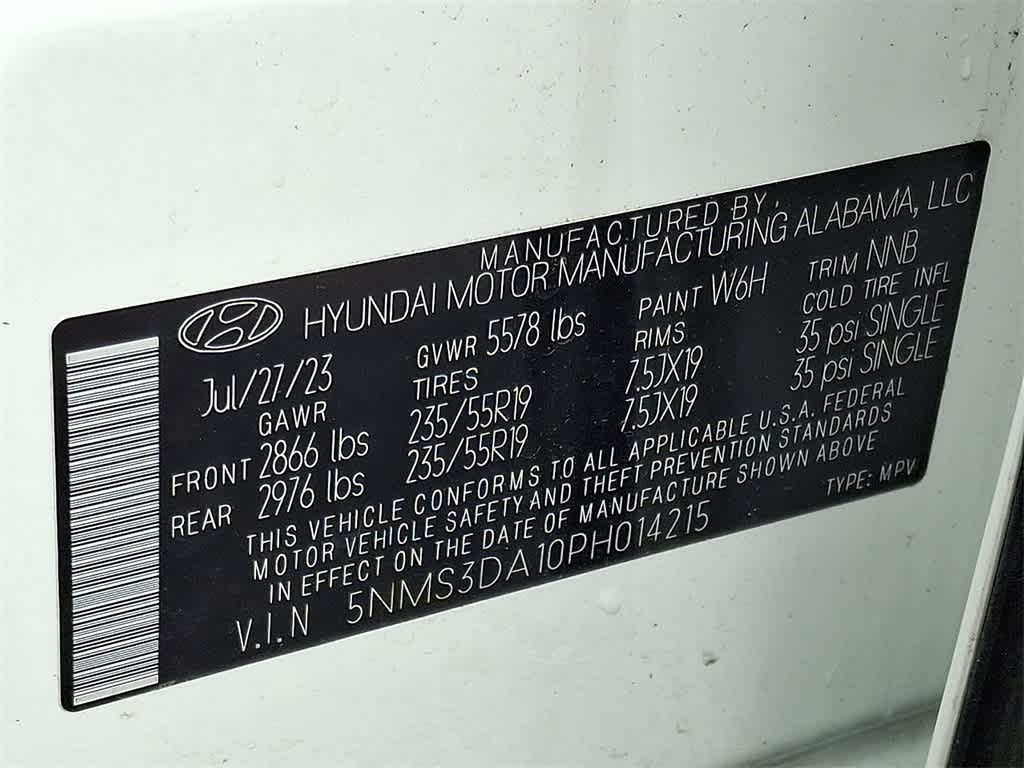 MANUFACTURED BY
HYUNDAI MOTOR MANUFACTURING ALABAMA, LLC
Jul/27/23 GVWR 5578 lbs PAINT W6H TRIM NNB
GAWR TIRES RIMS COLD TIRE INFL
FRONT 2866 lbs 235/55R19 7.5JX19 35 psi SINGLE
REAR 2976 lbs 235/55R19 7.5JX19 35 psi SINGLE
THIS VEHICLE CONFORMS TO ALL APPLICABLE U.S.A. FEDERAL
MOTOR VEHICLE SAFETY AND THEFT PREVENTION STANDARDS
IN EFFECT ON THE DATE OF MANUFACTURE SHOWN ABOVE
V.I.N 5NMS3DA10PH014215 TYPE: MPV